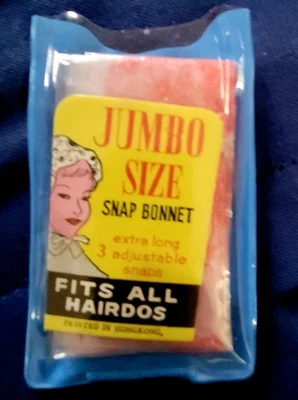 JUMBO
SIZE
SNAP BONNET
extra long
3 adjustable
snaps
FITS ALL
HAIRDOS
PRINTED IN HONGKONG.